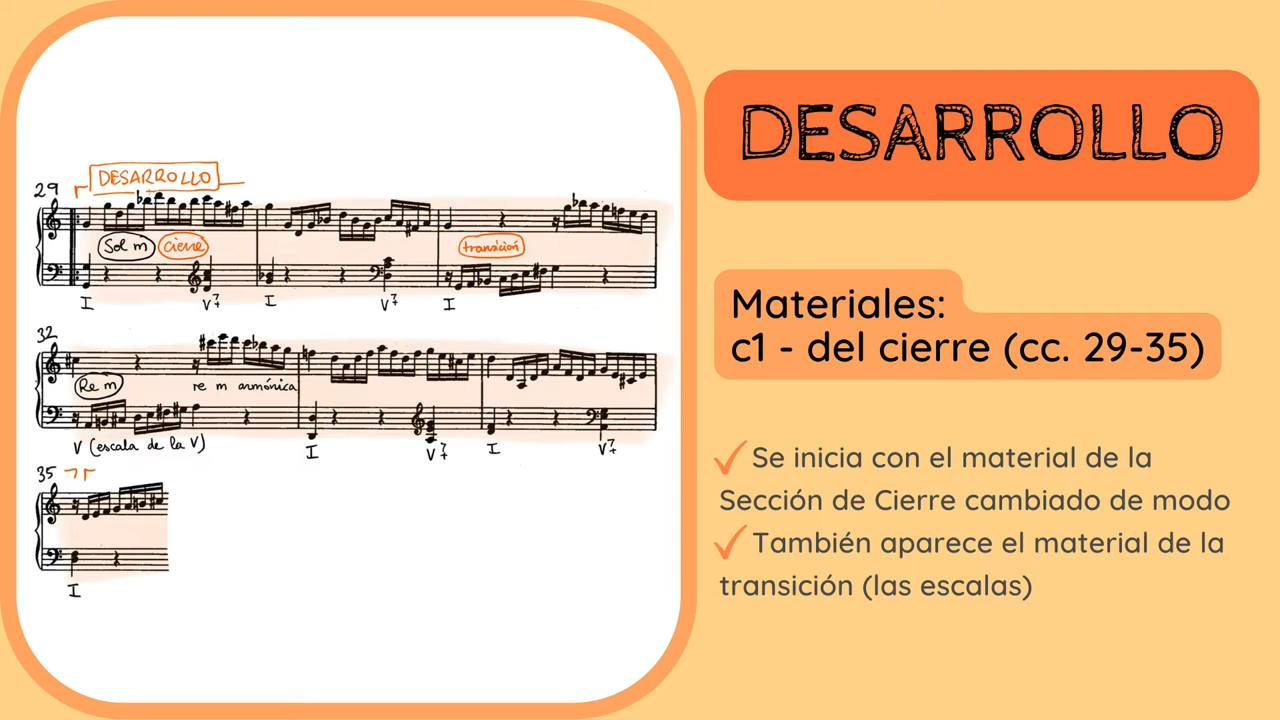 29
DESARROLLO
Sol m
cierre
transición
I
V7+
I
V7+
I
32
Re m
re m armónica
V (escala de la V)
I
V7+
I
V7+
35
I
DESARROLLO
Materiales:
c1 - del cierre (cc. 29-35)
Se inicia con el material de la
Sección de Cierre cambiado de modo
También aparece el material de la
transición (las escalas)